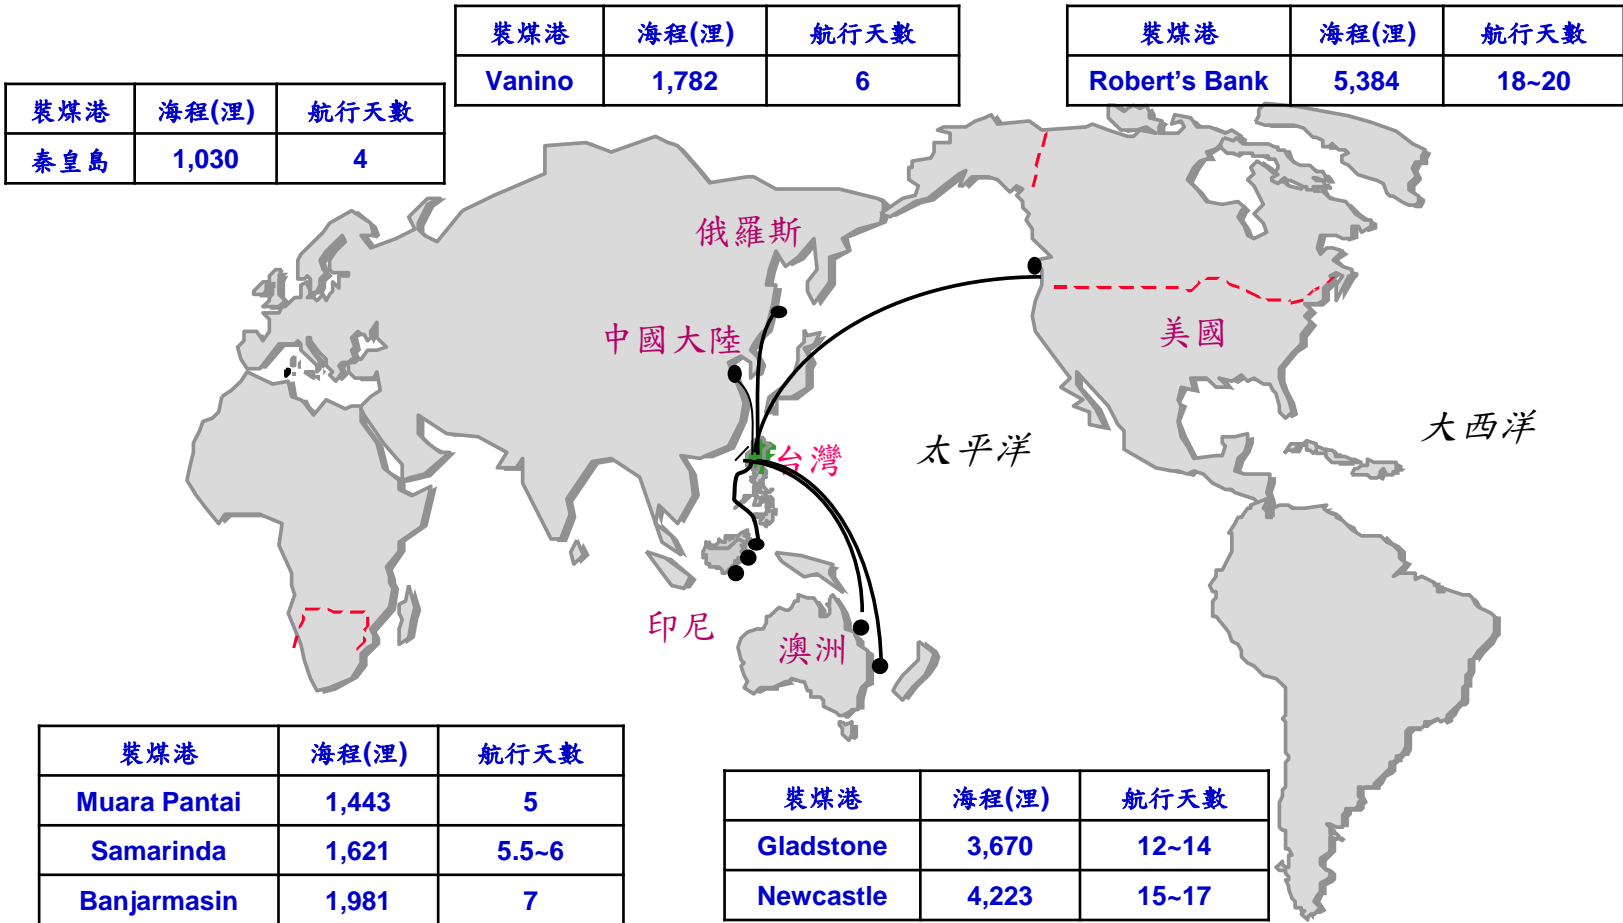 裝煤港 海程(浬) 航行天數
Vanino 1,782 6
裝煤港 海程(浬) 航行天數
Robert's Bank 5,384 18~20
裝煤港 海程(浬) 航行天數
秦皇島 1,030 4
俄羅斯
中國大陸
美國
台灣
太平洋
大西洋
印尼
澳洲
裝煤港 海程(浬) 航行天數
Muara Pantai 1,443 5
Samarinda 1,621 5.5~6
Banjarmasin 1,981 7
裝煤港 海程(浬) 航行天數
Gladstone 3,670 12~14
Newcastle 4,223 15~17